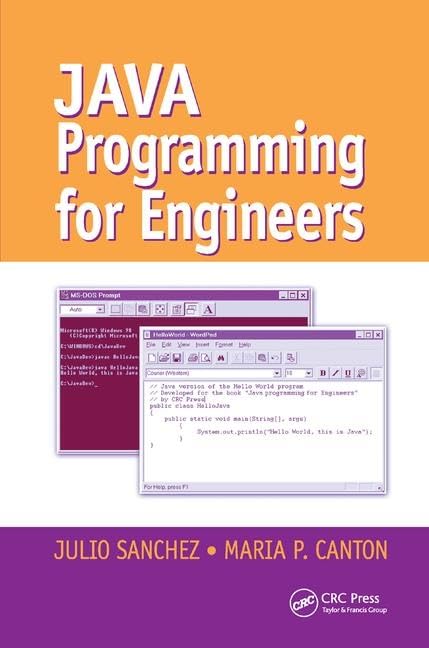 JAVA
Programming
for Engineers
MS-DOS Prompt
Auto
A
Microsoft(R) Windows 98
(C)Copyright Microsoft
C:\WINDOWS>cd\JavaDev
C:\JavaDev>javac HelloJava
C:\JavaDev>java HelloJava
Hello World, this is Java
C:\JavaDev>_
HelloWorld - WordPad
File Edit View Insert Format Help
Courier (Western) 10 B I U
// Java version of the Hello World program
// Developed for the book "Java programming for Engineers"
// by CRC Press
public class HelloJava
{
public static void main(String[], args)
{
System.out.println("Hello World, this is Java");
}
}
For Help, press F1
JULIO SANCHEZ • MARIA P. CANTON
CRC CRC Press
Taylor & Francis Group